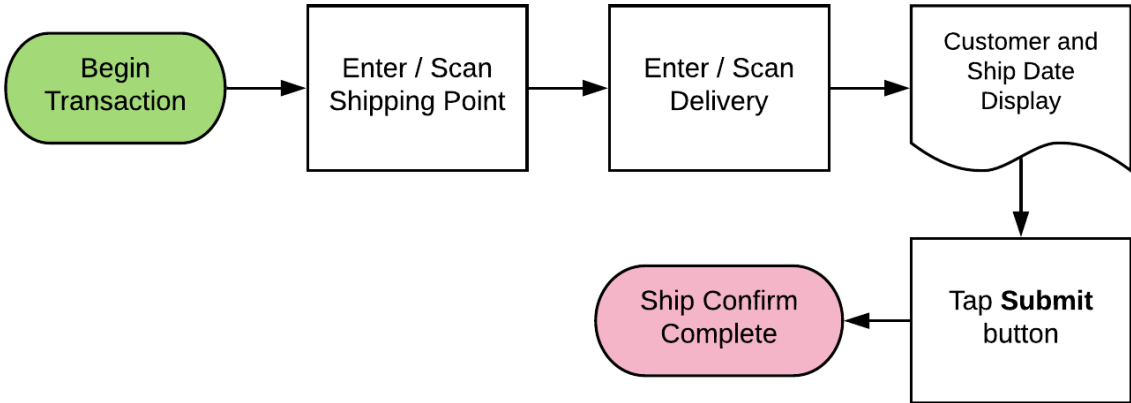 Begin
Transaction
Enter / Scan
Shipping Point
Enter / Scan
Delivery
Customer and
Ship Date
Display
Tap Submit
button
Ship Confirm
Complete